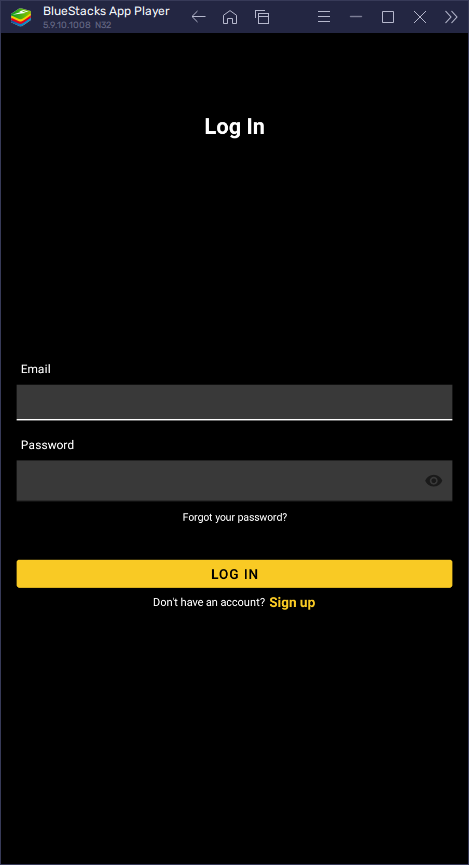 BlueStacks App Player
5.9.10.1008 N32
Log In
Email
Password
Forgot your password?
LOG IN
Don't have an account? Sign up